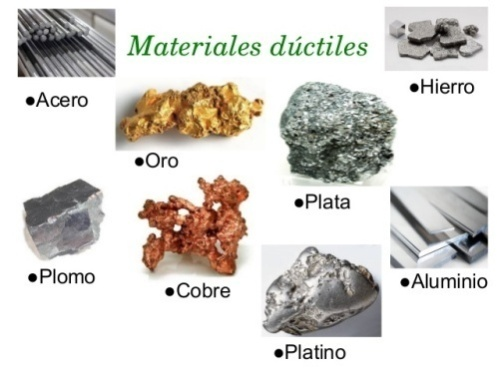 Materiales dúctiles
●Acero
●Hierro
●Oro
●Plata
●Plomo
●Cobre
●Aluminio
●Platino